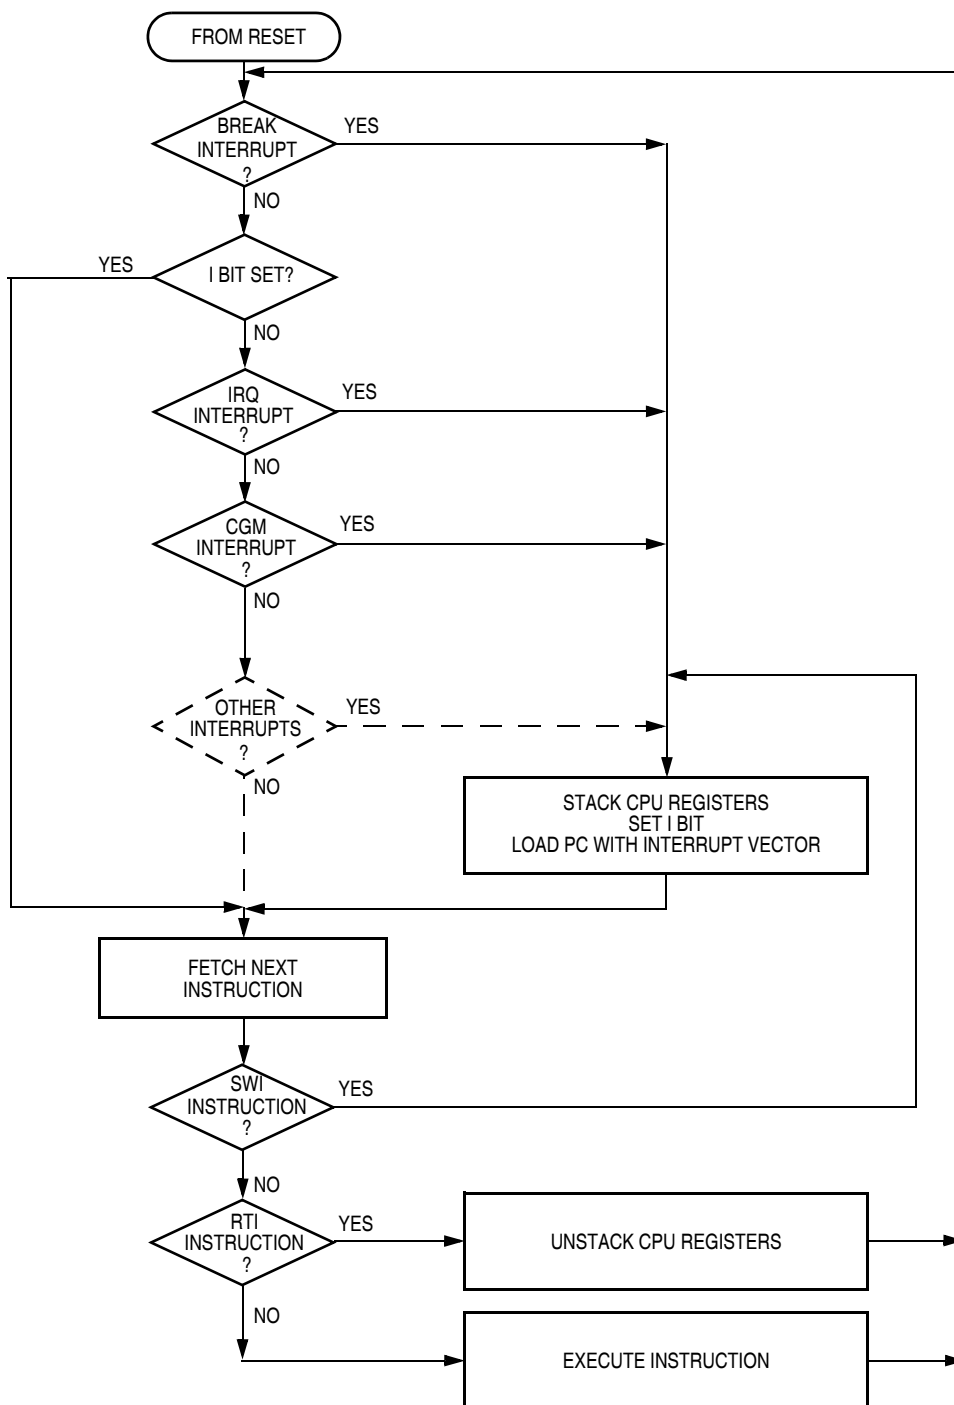 FROM RESET
BREAK
INTERRUPT
?
YES
NO
YES
I BIT SET?
NO
IRQ
INTERRUPT
?
YES
NO
CGM
INTERRUPT
?
YES
NO
OTHER
INTERRUPTS
?
YES
NO
STACK CPU REGISTERS
SET I BIT
LOAD PC WITH INTERRUPT VECTOR
FETCH NEXT
INSTRUCTION
SWI
INSTRUCTION
?
YES
NO
RTI
INSTRUCTION
?
YES
UNSTACK CPU REGISTERS
NO
EXECUTE INSTRUCTION